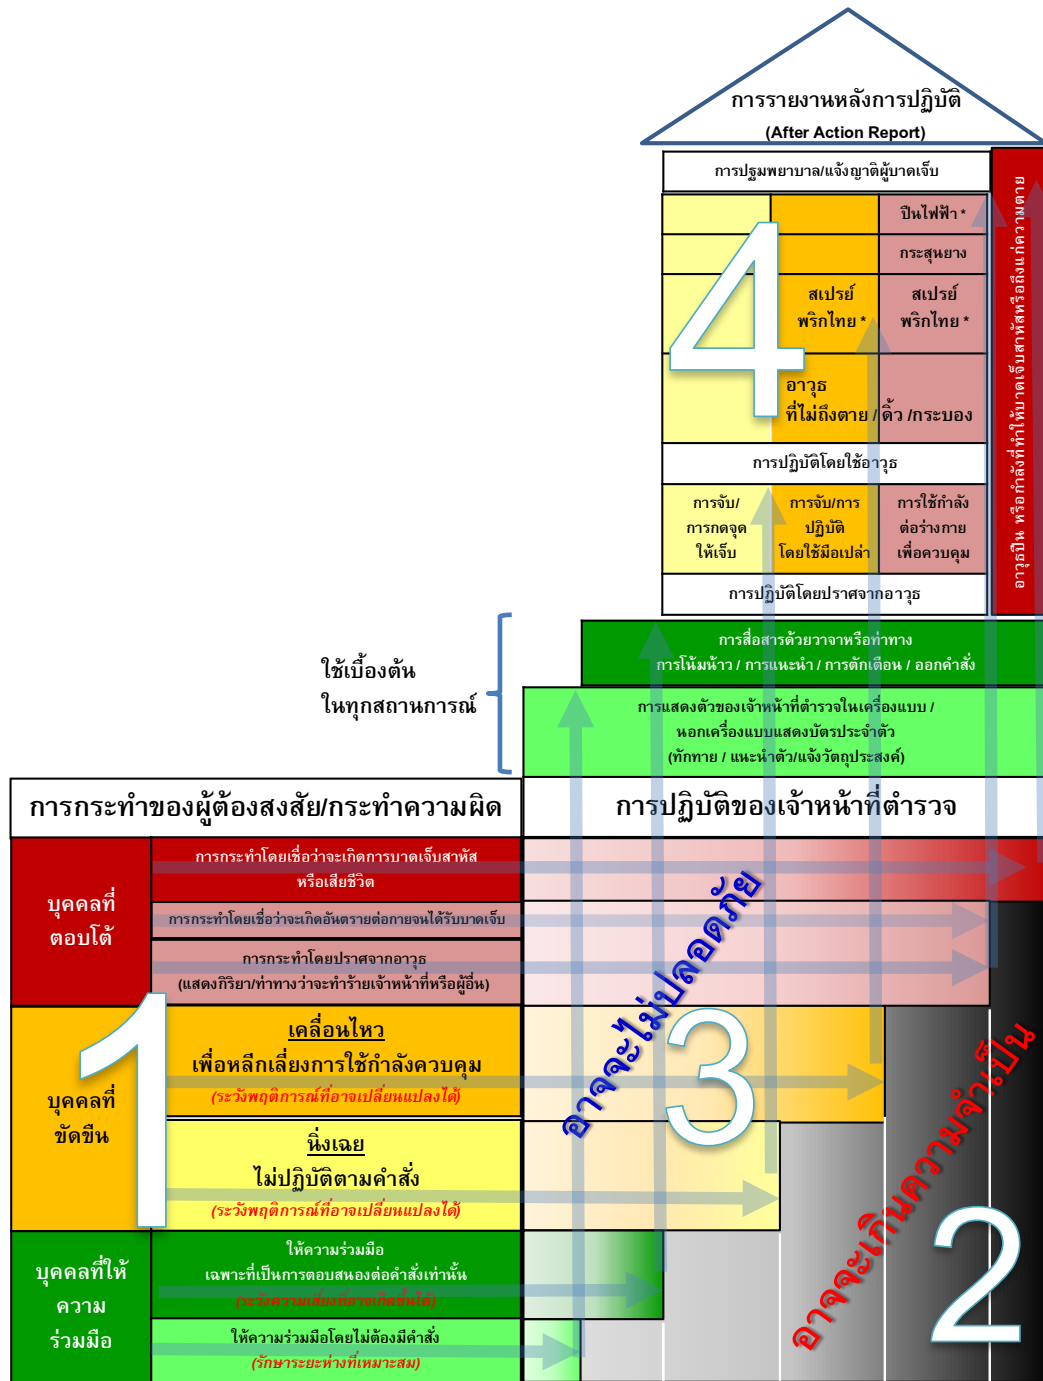 การรายงานหลังการปฏิบัติ
(After Action Report)
การปฐมพยาบาล/แจ้งญาติผู้บาดเจ็บ
ปืนไฟฟ้า *
กระสุนยาง
สเปรย์
พริกไทย *
สเปรย์
พริกไทย *
4
อาวุธ
ที่ไม่ถึงตาย / ดิ้ว /กระบอง
การปฏิบัติโดยใช้อาวุธ
การจับ/
การกดจุด
ให้เจ็บ
การจับ/การ
ปฏิบัติ
โดยใช้มือเปล่า
การใช้กำลัง
ต่อร่างกาย
เพื่อควบคุม
การปฏิบัติโดยปราศจากอาวุธ
อาวุธปืน หรือกำลังที่ทำให้บาดเจ็บสาหัสหรือถึงแก่ความตาย
ใช้เบื้องต้น
ในทุกสถานการณ์
การสื่อสารด้วยวาจาหรือท่าทาง
การโน้มน้าว / การแนะนำ / การตักเตือน / ออกคำสั่ง
การแสดงตัวของเจ้าหน้าที่ตำรวจในเครื่องแบบ /
นอกเครื่องแบบแสดงบัตรประจำตัว
(ทักทาย / แนะนำตัว/แจ้งวัตถุประสงค์)
การกระทำของผู้ต้องสงสัย/กระทำความผิด
การปฏิบัติของเจ้าหน้าที่ตำรวจ
บุคคลที่
ตอบโต้
การกระทำโดยเชื่อว่าจะเกิดการบาดเจ็บสาหัส
หรือเสียชีวิต
การกระทำโดยเชื่อว่าจะเกิดอันตรายต่อกายจนได้รับบาดเจ็บ
การกระทำโดยปราศจากอาวุธ
(แสดงกิริยา/ท่าทางว่าจะทำร้ายเจ้าหน้าที่หรือผู้อื่น)
1
บุคคลที่
ขัดขืน
เคลื่อนไหว
เพื่อหลีกเลี่ยงการใช้กำลังควบคุม
(ระวังพฤติการณ์ที่อาจเปลี่ยนแปลงได้)
นิ่งเฉย
ไม่ปฏิบัติตามคำสั่ง
(ระวังพฤติการณ์ที่อาจเปลี่ยนแปลงได้)
บุคคลที่ให้
ความ
ร่วมมือ
ให้ความร่วมมือ
เฉพาะที่เป็นการตอบสนองต่อคำสั่งเท่านั้น
(ระวังความเสี่ยงที่อาจเกิดขึ้นได้)
ให้ความร่วมมือโดยไม่ต้องมีคำสั่ง
(รักษาระยะห่างที่เหมาะสม)
อาจจะไม่ปลอดภัย
3
อาจจะเกินความจำเป็น
2